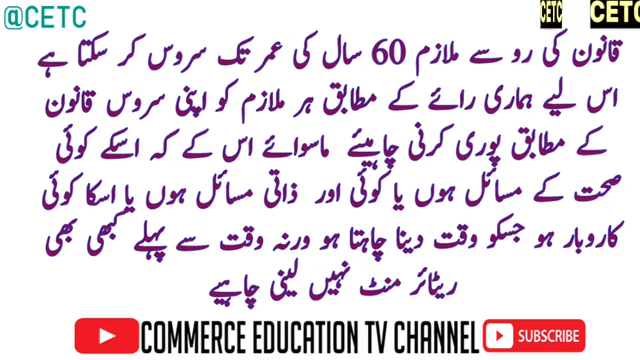 @CETC
CETC CETC
قانون کی رو سے ملازم 60 سال کی عمر تک سروس کر سکتا ہے
اس لیے ہماری رائے کے مطابق ہر ملازم کو اپنی سروس قانون
کے مطابق پوری کرنی چاہیئے ماسوائے اس کے کہ اسکے کوئی
صحت کے مسائل ہوں یا کوئی اور ذاتی مسائل ہوں یا اسکا کوئی
کاروبار ہو جسکو وقت دینا چاہتا ہو ورنہ وقت سے پہلے کبھی بھی
ریٹائر منٹ نہیں لینی چاہیے
COMMERCE EDUCATION TV CHANNEL SUBSCRIBE